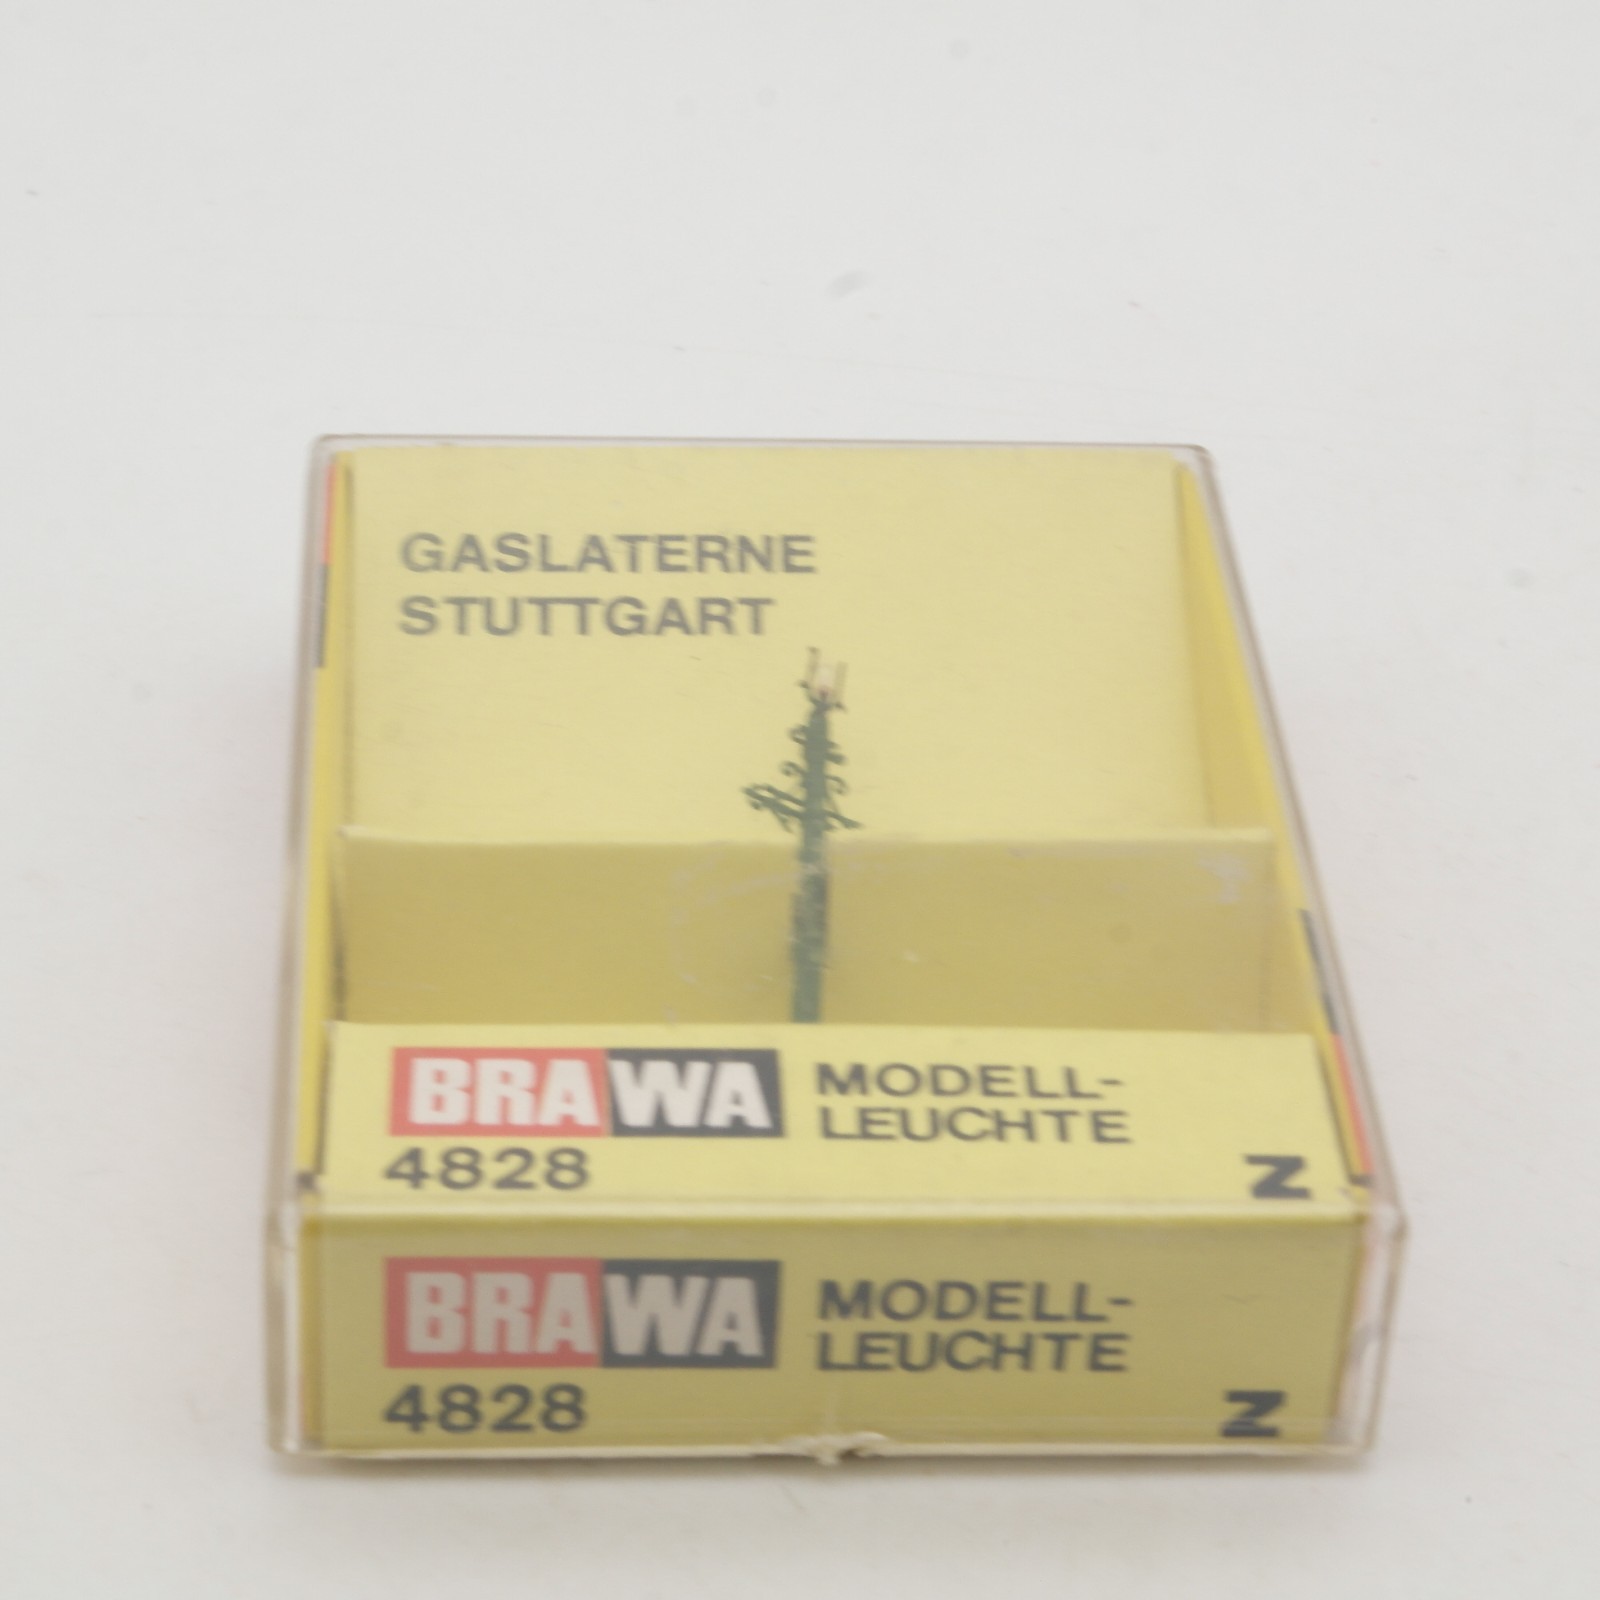 GASLATERNE
STUTTGART
BRAWA MODELL-
LEUCHTE
4828
Z
BRAWA MODELL-
LEUCHTE
4828
Z